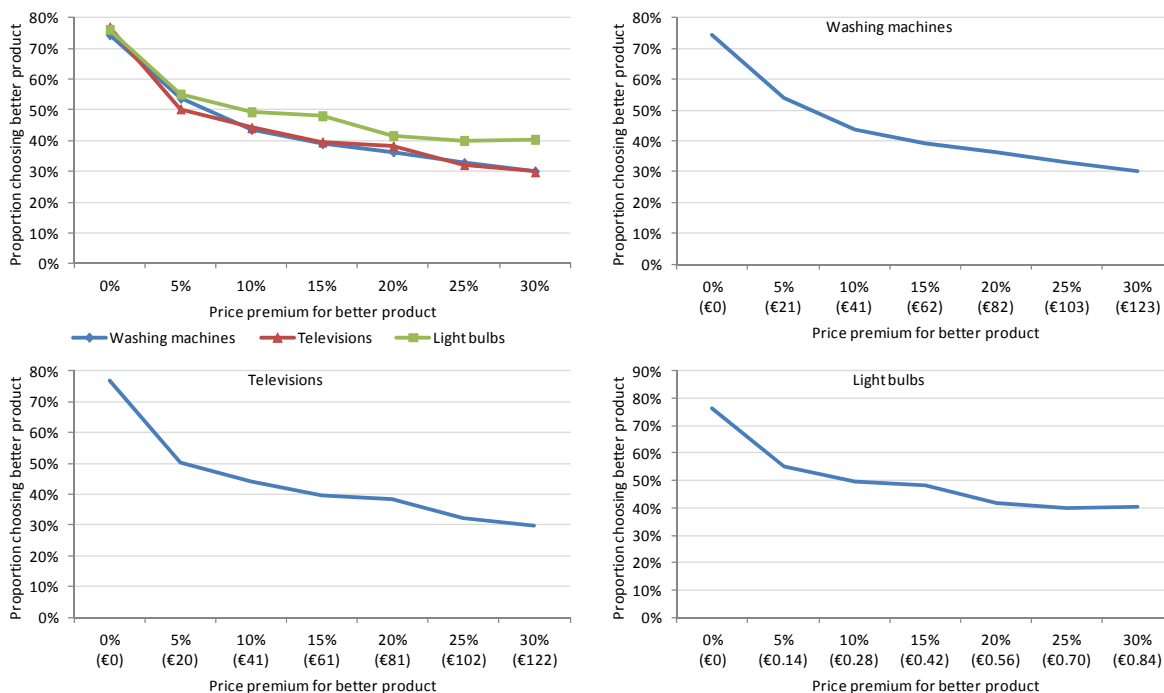 80%
70%
60%
50%
40%
30%
20%
10%
0%
Proportion choosing better product
0% 5% 10% 15% 20% 25% 30%
Price premium for better product
Washing machines Televisions Light bulbs
Washing machines
80%
70%
60%
50%
40%
30%
20%
10%
0%
Proportion choosing better product
0% 5% 10% 15% 20% 25% 30%
(€0) (€21) (€41) (€62) (€82) (€103) (€123)
Price premium for better product
Televisions
80%
70%
60%
50%
40%
30%
20%
10%
0%
Proportion choosing better product
0% 5% 10% 15% 20% 25% 30%
(€0) (€20) (€41) (€61) (€81) (€102) (€122)
Price premium for better product
Light bulbs
90%
80%
70%
60%
50%
40%
30%
20%
10%
0%
Proportion choosing better product
0% 5% 10% 15% 20% 25% 30%
(€0) (€0.14) (€0.28) (€0.42) (€0.56) (€0.70) (€0.84)
Price premium for better product